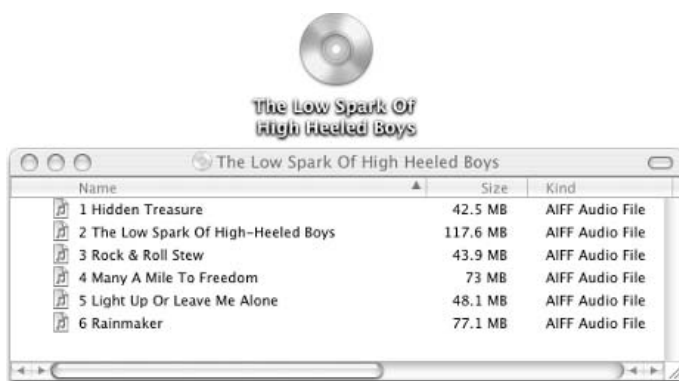 The Low Spark Of
High Heeled Boys
The Low Spark Of High Heeled Boys
Name Size Kind
1 Hidden Treasure 42.5 MB AIFF Audio File
2 The Low Spark Of High-Heeled Boys 117.6 MB AIFF Audio File
3 Rock & Roll Stew 43.9 MB AIFF Audio File
4 Many A Mile To Freedom 73 MB AIFF Audio File
5 Light Up Or Leave Me Alone 48.1 MB AIFF Audio File
6 Rainmaker 77.1 MB AIFF Audio File